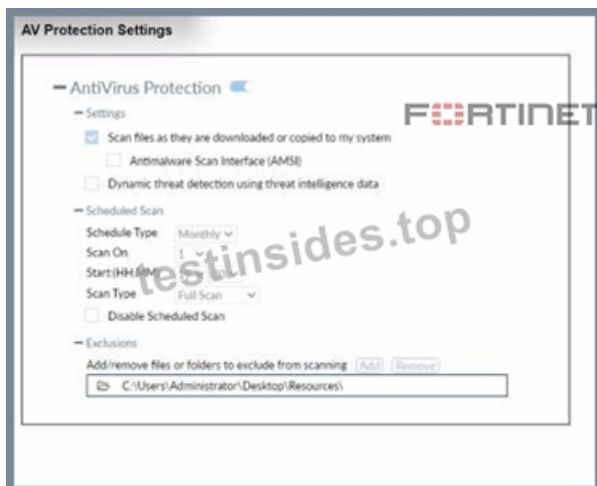 AV Protection Settings
AntiVirus Protection
FORTINET
Settings
Scan files as they are downloaded or copied to my system
Antimalware Scan Interface (AMSI)
Dynamic threat detection using threat intelligence data
Scheduled Scan
Schedule Type Monthly
Scan On 1
Start:(HH:MM)
Scan Type Full Scan
Disable Scheduled Scan
testinsides.top
Exclusions
Add/remove files or folders to exclude from scanning Add Remove
C:\Users\Administrator\Desktop\Resources\